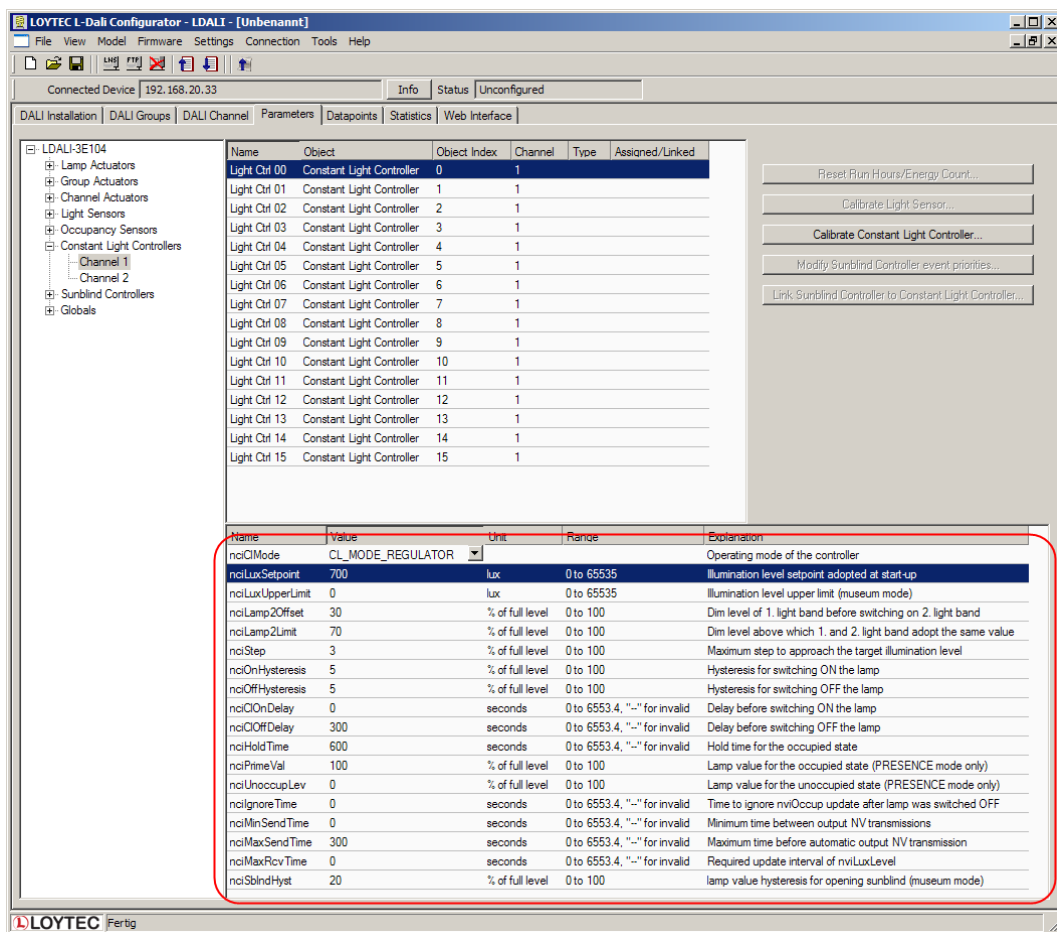 LOYTEC L-Dali Configurator - LDALI - [Unbenannt]
File View Model Firmware Settings Connection Tools Help
LNS FTP
Connected Device 192.168.20.33 Info Status Unconfigured
DALI Installation DALI Groups DALI Channel Parameters Datapoints Statistics Web Interface
LDALI-3E104
Lamp Actuators
Group Actuators
Channel Actuators
Light Sensors
Occupancy Sensors
Constant Light Controllers
Channel 1
Channel 2
Sunblind Controllers
Globals
Name Object Object Index Channel Type Assigned/Linked
Light Ctrl 00 Constant Light Controller 0 1
Light Ctrl 01 Constant Light Controller 1 1
Light Ctrl 02 Constant Light Controller 2 1
Light Ctrl 03 Constant Light Controller 3 1
Light Ctrl 04 Constant Light Controller 4 1
Light Ctrl 05 Constant Light Controller 5 1
Light Ctrl 06 Constant Light Controller 6 1
Light Ctrl 07 Constant Light Controller 7 1
Light Ctrl 08 Constant Light Controller 8 1
Light Ctrl 09 Constant Light Controller 9 1
Light Ctrl 10 Constant Light Controller 10 1
Light Ctrl 11 Constant Light Controller 11 1
Light Ctrl 12 Constant Light Controller 12 1
Light Ctrl 13 Constant Light Controller 13 1
Light Ctrl 14 Constant Light Controller 14 1
Light Ctrl 15 Constant Light Controller 15 1
Reset Run Hours/Energy Count...
Calibrate Light Sensor...
Calibrate Constant Light Controller...
Modify Sunblind Controller event priorities...
Link Sunblind Controller to Constant Light Controller...
Name Value Unit Range Explanation
nciClMode CL_MODE_REGULATOR Operating mode of the controller
nciLuxSetpoint 700 lux 0 to 65535 Illumination level setpoint adopted at start-up
nciLuxUpperLimit 0 lux 0 to 65535 Illumination level upper limit (museum mode)
nciLamp2Offset 30 % of full level 0 to 100 Dim level of 1. light band before switching on 2. light band
nciLamp2Limit 70 % of full level 0 to 100 Dim level above which 1. and 2. light band adopt the same value
nciStep 3 % of full level 0 to 100 Maximum step to approach the target illumination level
nciOnHysteresis 5 % of full level 0 to 100 Hysteresis for switching ON the lamp
nciOffHysteresis 5 % of full level 0 to 100 Hysteresis for switching OFF the lamp
nciClOnDelay 0 seconds 0 to 6553.4, "--" for invalid Delay before switching ON the lamp
nciClOffDelay 300 seconds 0 to 6553.4, "--" for invalid Delay before switching OFF the lamp
nciHoldTime 600 seconds 0 to 6553.4, "--" for invalid Hold time for the occupied state
nciPrimeVal 100 % of full level 0 to 100 Lamp value for the occupied state (PRESENCE mode only)
nciUnoccupLev 0 % of full level 0 to 100 Lamp value for the unoccupied state (PRESENCE mode only)
nciIgnoreTime 0 seconds 0 to 6553.4, "--" for invalid Time to ignore nviOccup update after lamp was switched OFF
nciMinSendTime 0 seconds 0 to 6553.4, "--" for invalid Minimum time between output NV transmissions
nciMaxSendTime 300 seconds 0 to 6553.4, "--" for invalid Maximum time before automatic output NV transmission
nciMaxRcvTime 0 seconds 0 to 6553.4, "--" for invalid Required update interval of nviLuxLevel
nciSblndHyst 20 % of full level 0 to 100 lamp value hysteresis for opening sunblind (museum mode)
LOYTEC Fertig